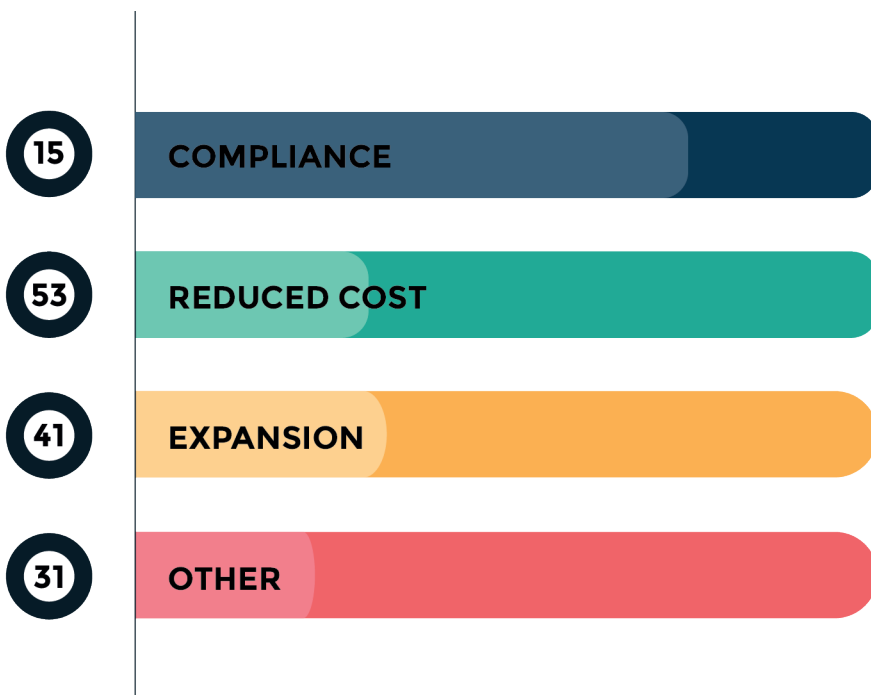 15 COMPLIANCE
53 REDUCED COST
41 EXPANSION
31 OTHER